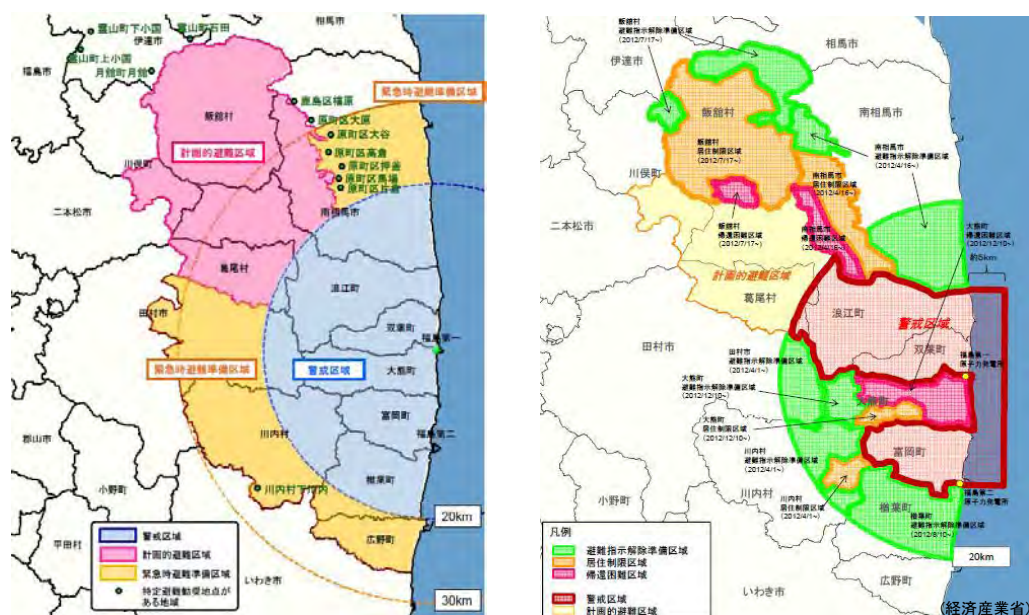 霊山町下小国
霊山町石田
相馬市
伊達市
霊山町上小国
福島市
月舘町月舘
緊急時避難準備区域
鹿島区橲原
原町区大原
飯舘村
原町区大谷
計画的避難区域
原町区高倉
原町区押釜
原町区馬場
原町区片倉
川俣町
二本松市
南相馬市
葛尾村
浪江町
田村市
双葉町
福島第一
緊急時避難準備区域
警戒区域
大熊町
富岡町
郡山市
川内村
福島第二
小野町
川内村下川内
楢葉町
20km
警戒区域
計画的避難区域
広野町
平田村
緊急時避難準備区域
特定避難勧奨地点
がある地域
いわき市
30km
飯舘村
避難指示解除準備区域
(2012/7/17~)
相馬市
伊達市
福島市
飯舘村
南相馬市
飯舘村
居住制限区域
(2012/7/17~)
南相馬市
避難指示解除準備区域
(2012/4/16~)
川俣町
南相馬市
居住制限区域
(2012/4/16~)
二本松市
飯舘村
帰還困難区域
(2012/7/17~)
南相馬市
帰還困難区域
(2012/4/16~)
大熊町
帰還困難区域
(2012/12/10~)
約5km
計画的避難区域
葛尾村
浪江町
警戒区域
双葉町
田村市
田村市
避難指示解除準備区域
(2012/4/1~)
福島第一
原子力発電所
大熊町
避難指示解除準備区域
(2012/12/10~)
大熊町
大熊町
居住制限区域
(2012/12/10~)
富岡町
川内村
避難指示解除準備区域
(2012/4/1~)
川内村
小野町
川内村
居住制限区域
(2012/4/1~)
福島第二
原子力発電所
楢葉町
楢葉町
避難指示解除準備区域
(2012/8/10~)
20km
凡例
避難指示解除準備区域
居住制限区域
帰還困難区域
警戒区域
計画的避難区域
広野町
いわき市
(経済産業省)